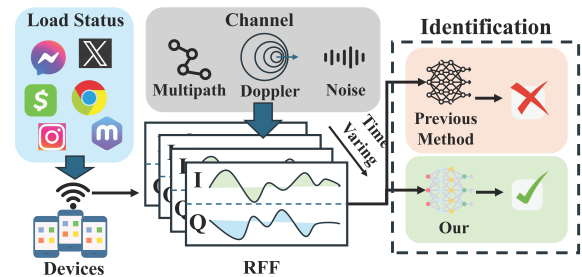 Load Status
Channel
Multipath
Doppler
Noise
Identification
Previous
Method
Our
Time
Varing
I
I
I
Q
Q
Q
Devices
RFF